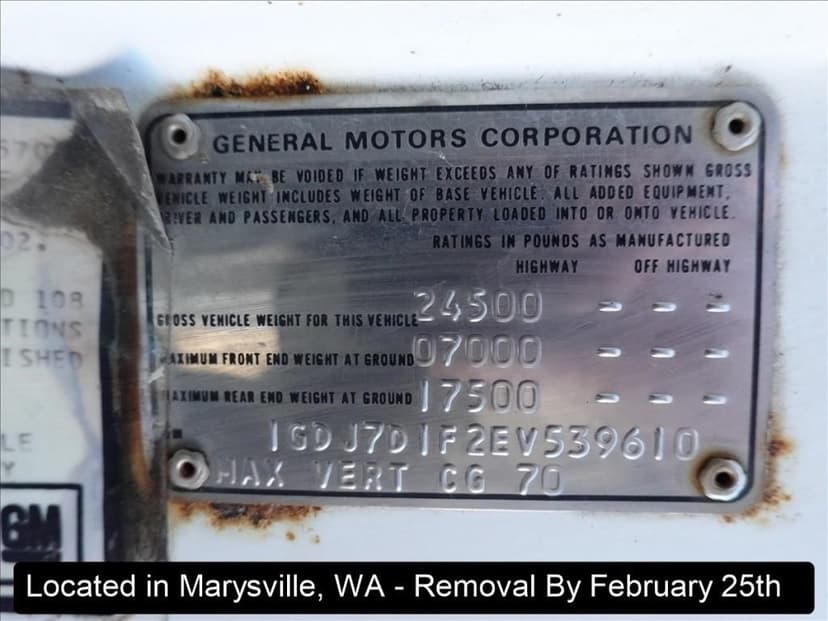 GENERAL MOTORS CORPORATION
WARRANTY MAY BE VOIDED IF WEIGHT EXCEEDS ANY OF RATINGS SHOWN GROSS
VEHICLE WEIGHT INCLUDES WEIGHT OF BASE VEHICLE. ALL ADDED EQUIPMENT,
DRIVER AND PASSENGERS, AND ALL PROPERTY LOADED INTO OR ONTO VEHICLE.
RATINGS IN POUNDS AS MANUFACTURED
HIGHWAY OFF HIGHWAY
GROSS VEHICLE WEIGHT FOR THIS VEHICLE 24500 - - -
MAXIMUM FRONT END WEIGHT AT GROUND 07000 - - -
MAXIMUM REAR END WEIGHT AT GROUND 17500 - - -
1GDJ7D1F2EV539610
MAX VERT CG 70
570
02.
D 108
TIONS
ISHED
LE
Y
GM
Located in Marysville, WA - Removal By February 25th